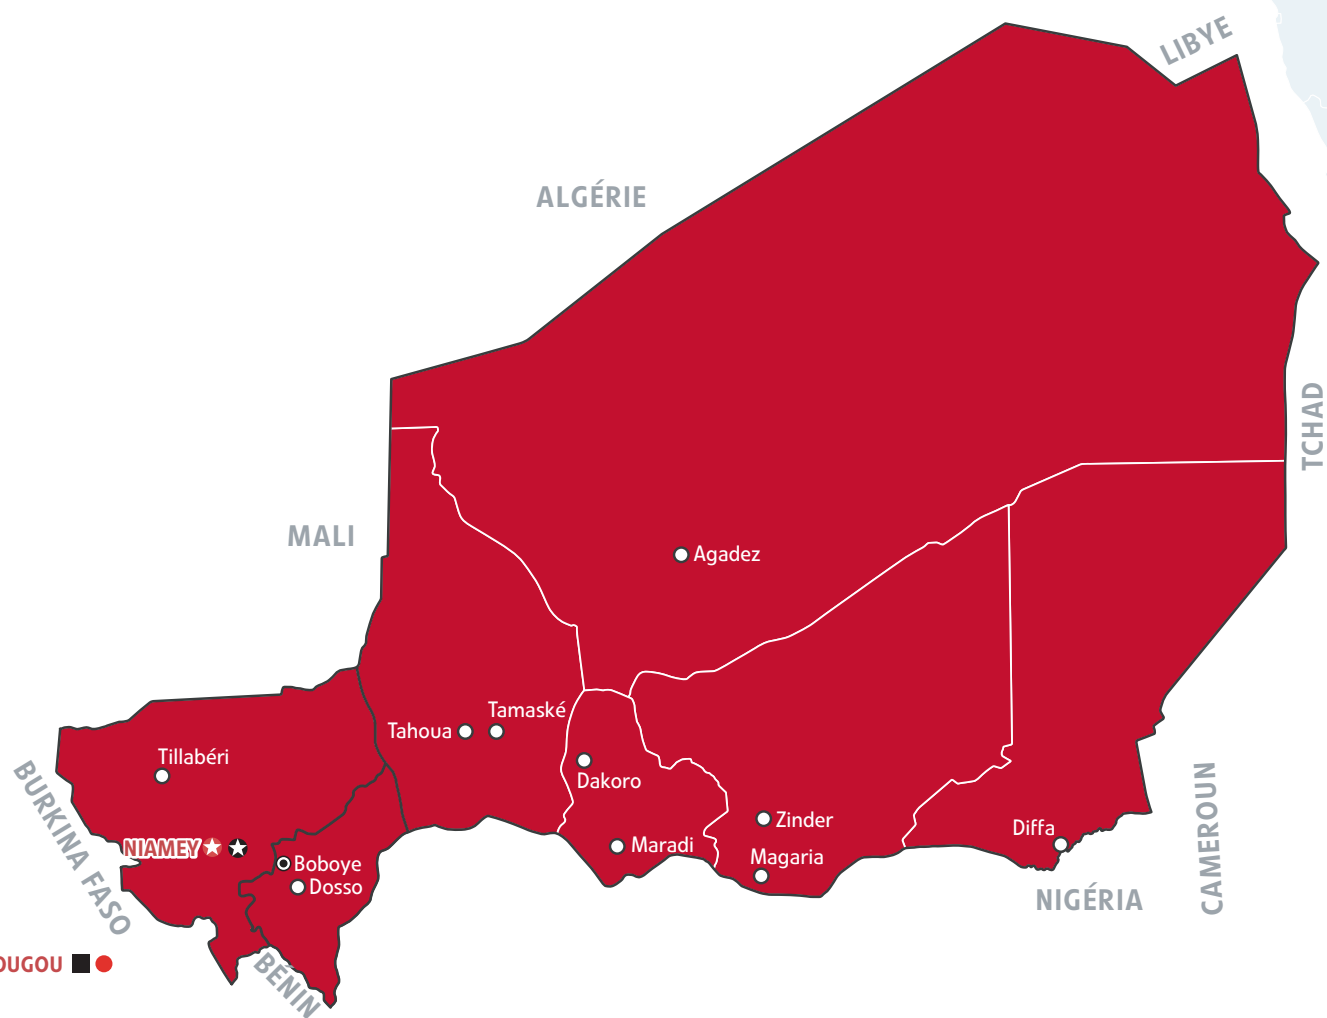 LIBYE
ALGÉRIE
TCHAD
MALI
Agadez
Tamaské
Tahoua
Tillabéri
Dakoro
BURKINA FASO
Zinder
Diffa
NIAMEY
Maradi
Magaria
Boboye
Dosso
CAMEROUN
NIGÉRIA
OUGOU
BÉNIN